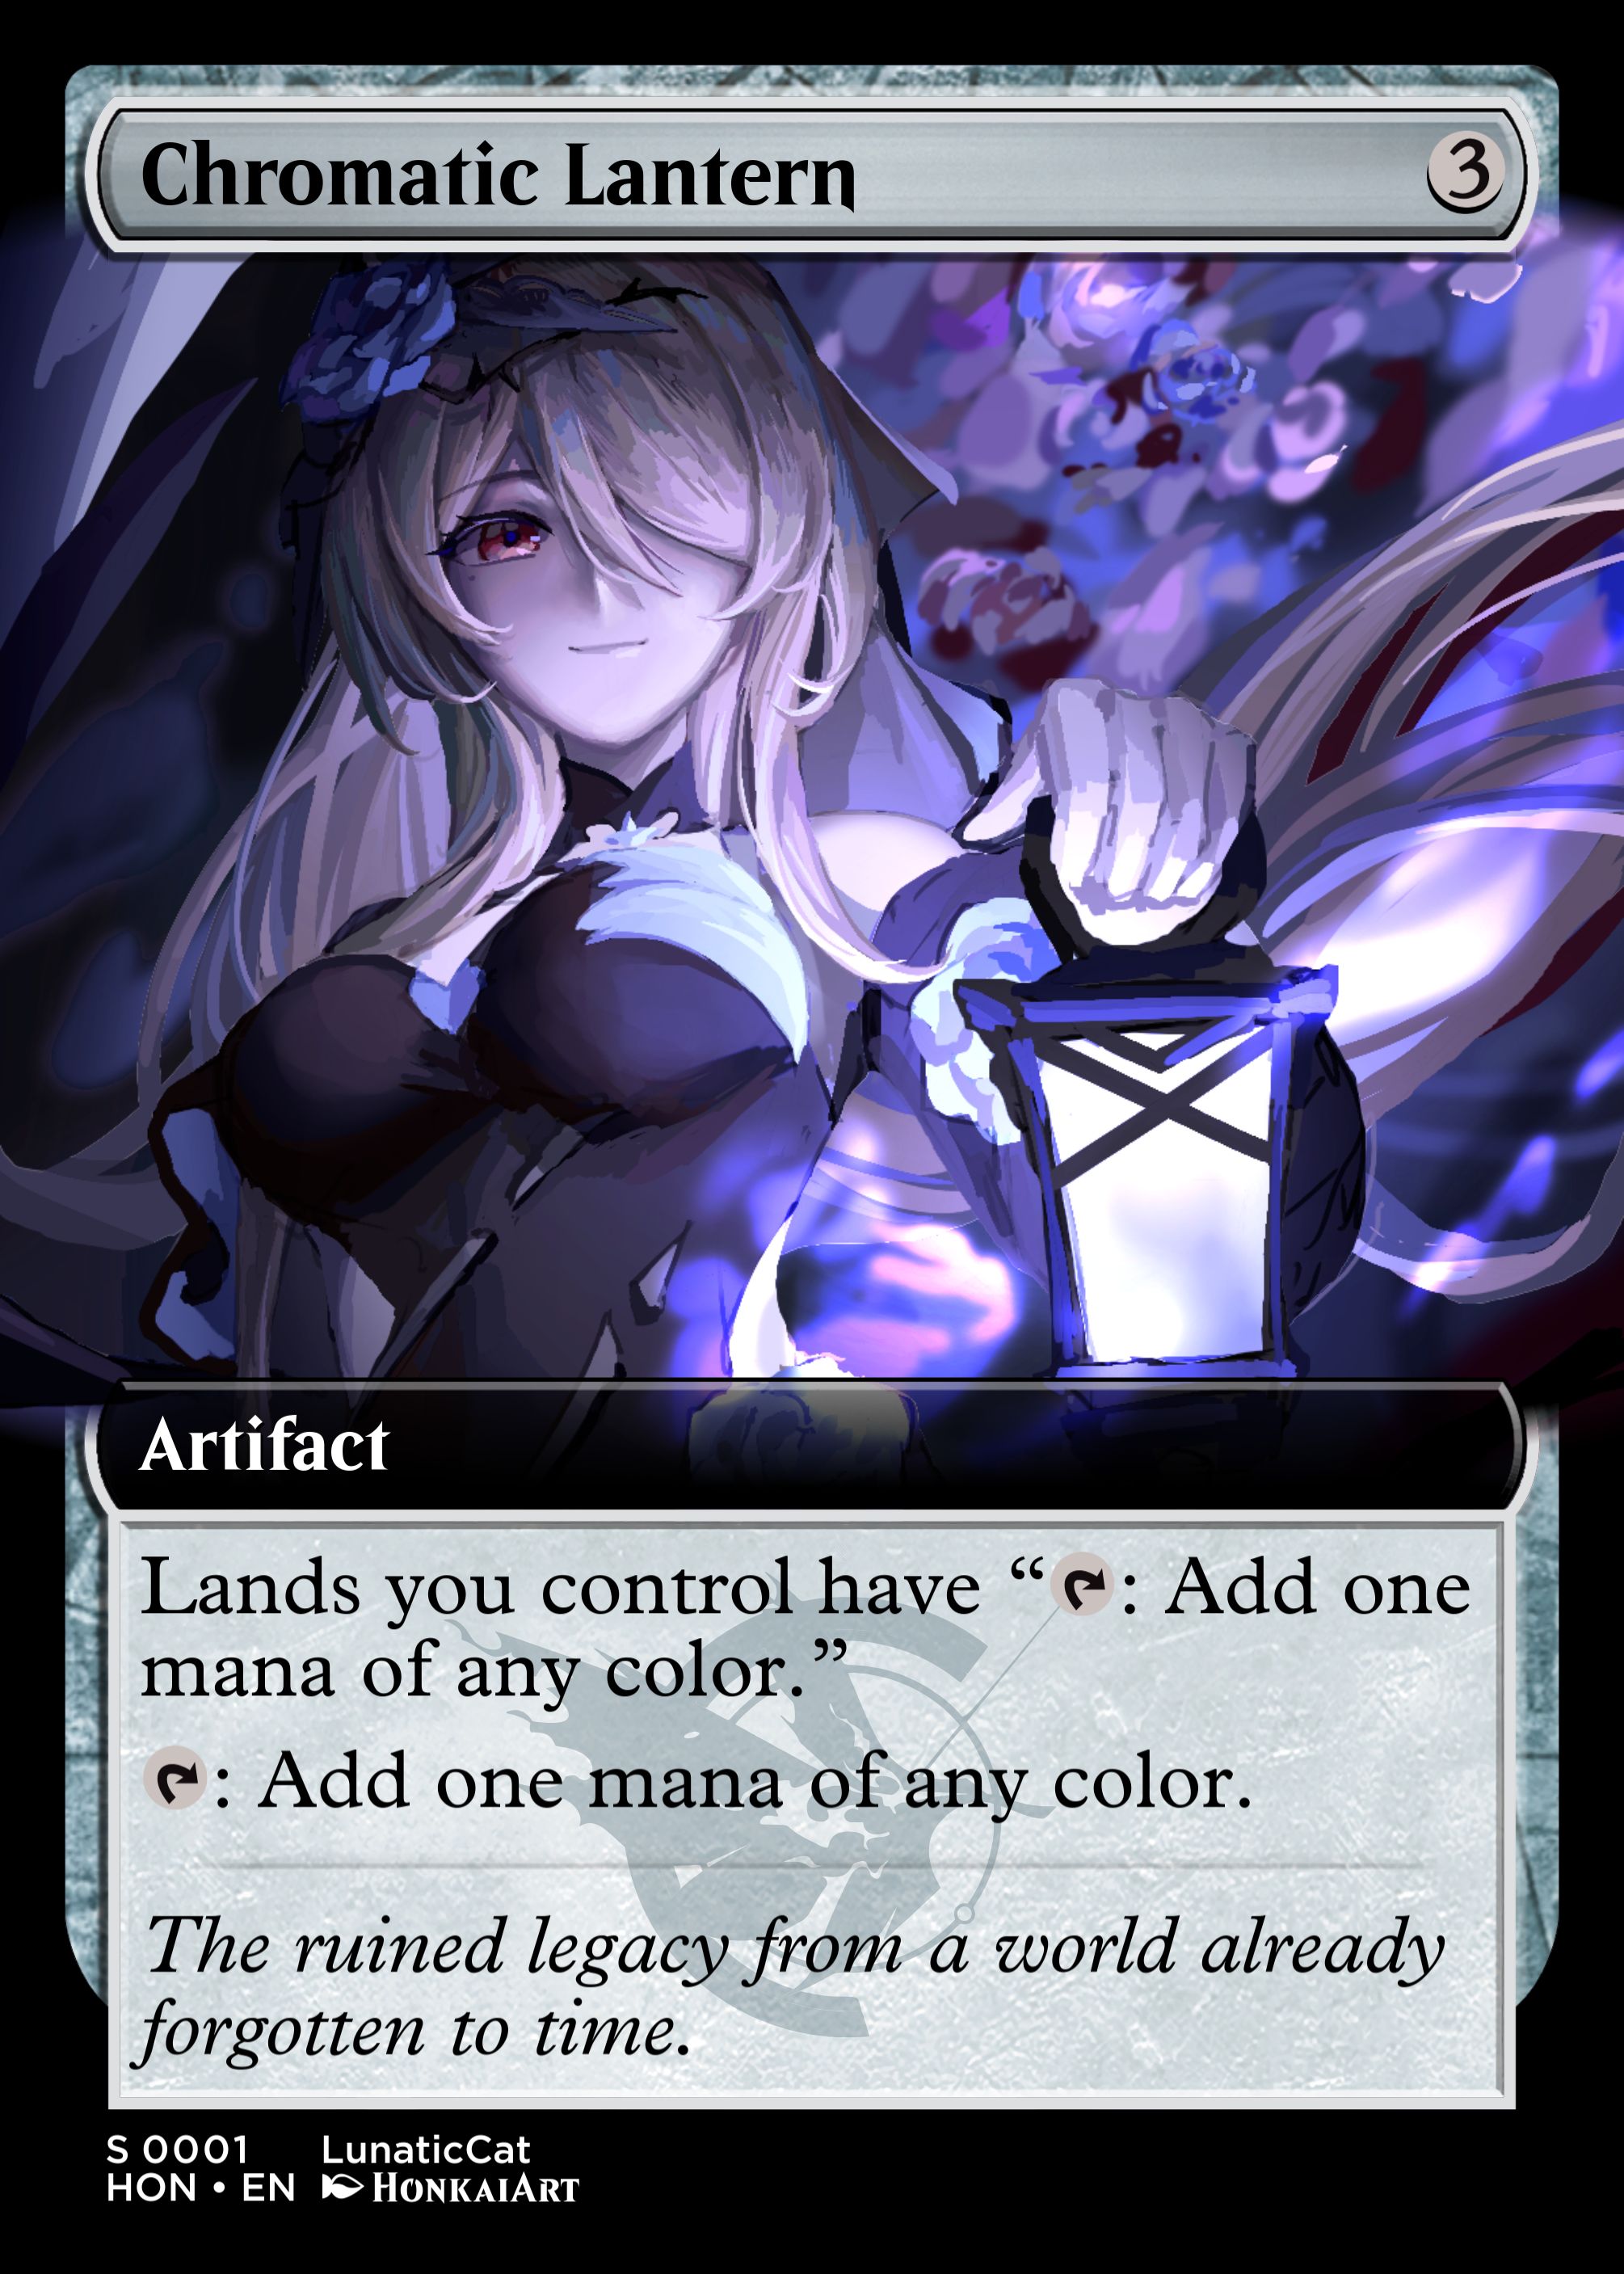 Chromatic Lantern
3
Artifact
Lands you control have “: Add one
mana of any color.”
: Add one mana of any color.
The ruined legacy from a world already
forgotten to time.
S 0001 LunaticCat
HON • EN HONKAIART